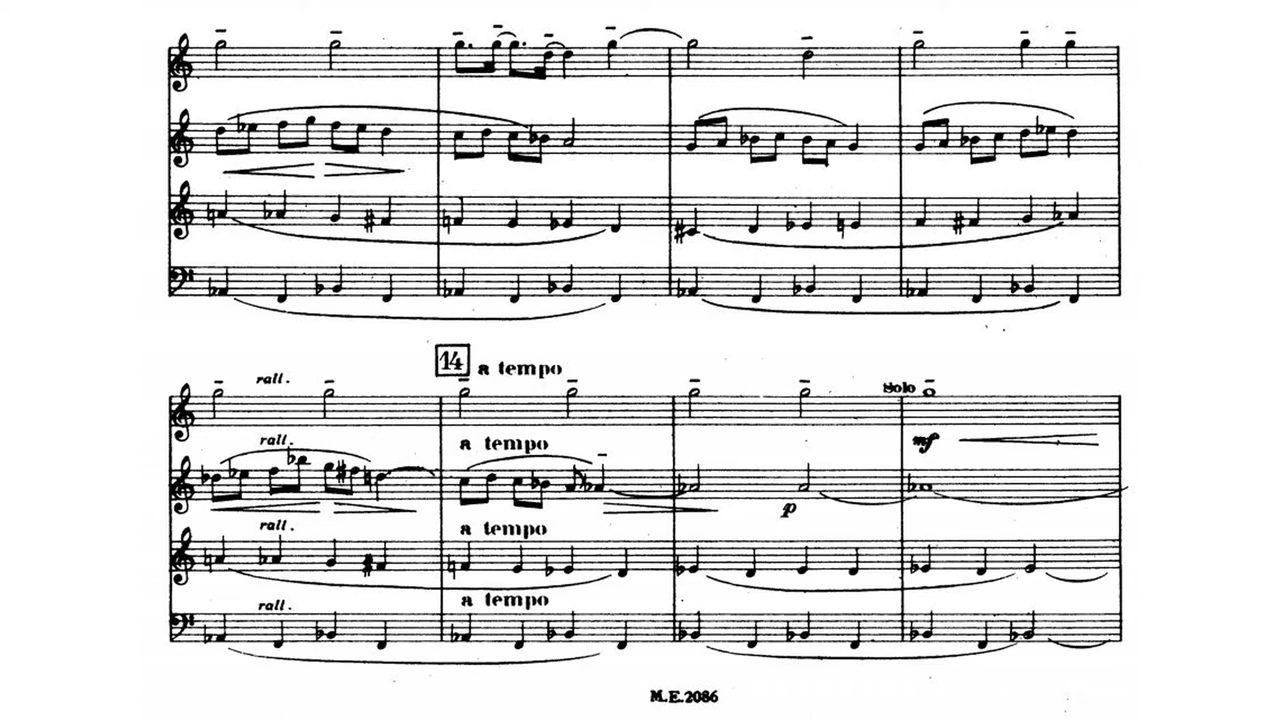 14 a tempo
rall.
Solo
rall.
a tempo
mf
p
rall.
a tempo
rall.
a tempo
M.E.2086